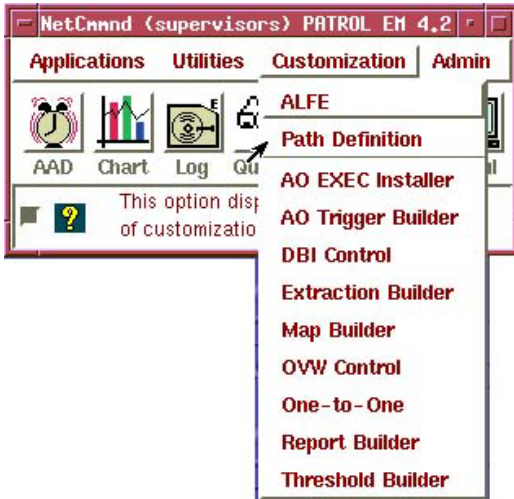 NetCmmnd (supervisors) PATROL EM 4.2
Applications Utilities Customization Admin
ALFE
Path Definition
AO EXEC Installer
AO Trigger Builder
DBI Control
Extraction Builder
Map Builder
OVW Control
One-to-One
Report Builder
Threshold Builder
E
AAD Chart Log
?
This option
of